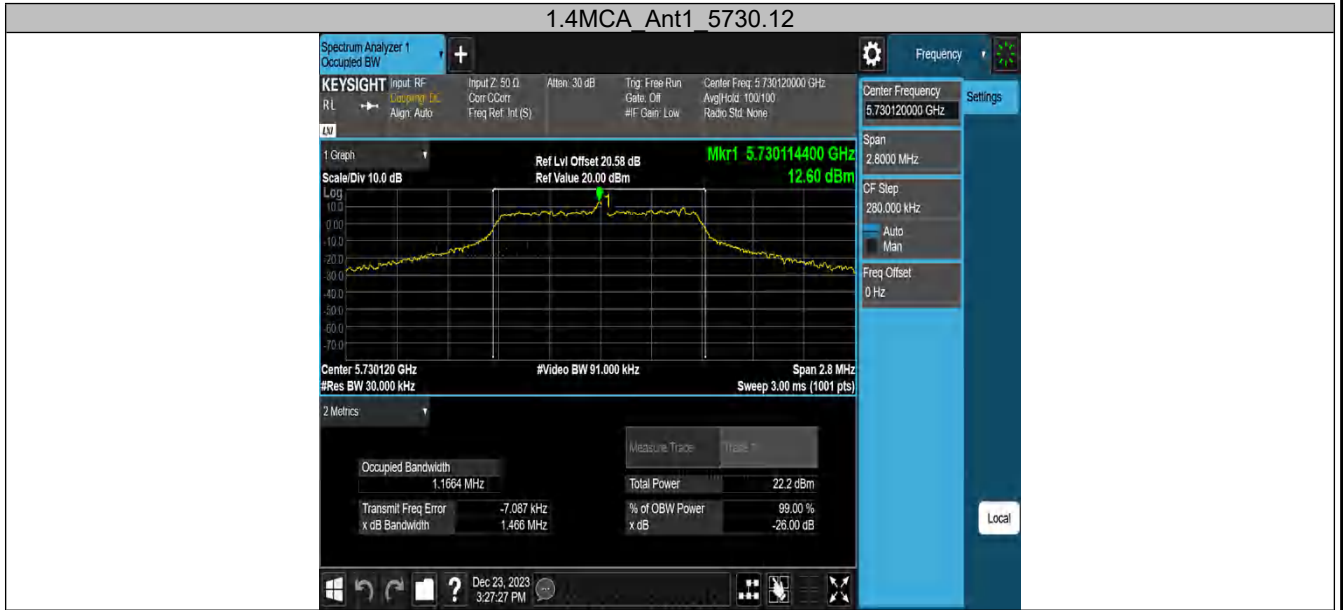 1.4MCA_Ant1_5730.12
Spectrum Analyzer 1
Occupied BW
Frequency
KEYSIGHT
RL
LXI
Input: RF
Coupling: DC
Align: Auto
Input Z: 50 Ω
Corr CCorr
Freq Ref: Int (S)
Atten: 30 dB
Trig: Free Run
Gate: Off
#IF Gain: Low
Center Freq: 5.730120000 GHz
Avg|Hold: 100/100
Radio Std: None
Center Frequency
5.730120000 GHz
Settings
Span
2.8000 MHz
CF Step
280.000 kHz
Auto
Man
Freq Offset
0 Hz
Local
1 Graph
Scale/Div 10.0 dB
Ref Lvl Offset 20.58 dB
Ref Value 20.00 dBm
Mkr1 5.730114400 GHz
12.60 dBm
Log
10.0
0.00
-10.0
-20.0
-30.0
-40.0
-50.0
-60.0
-70.0
1
Center 5.730120 GHz
#Video BW 91.000 kHz
Span 2.8 MHz
#Res BW 30.000 kHz
Sweep 3.00 ms (1001 pts)
2 Metrics
Measure Trace
Occupied Bandwidth
1.1664 MHz
Total Power 22.2 dBm
Transmit Freq Error -7.087 kHz
% of OBW Power 99.00 %
x dB Bandwidth 1.466 MHz
x dB -26.00 dB
?
Dec 23, 2023
3:27:27 PM